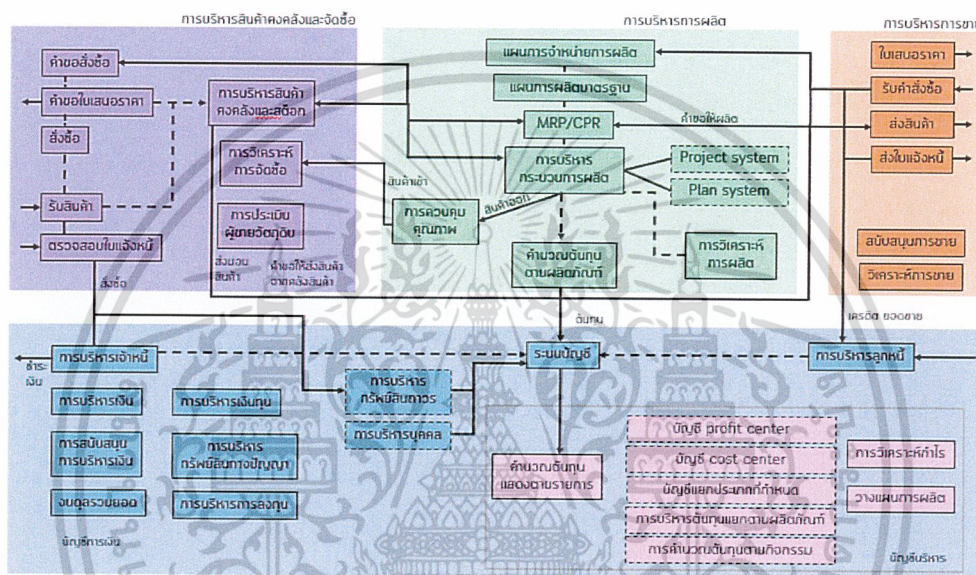 การบริหารสินค้าคงคลังและจัดซื้อ
คำขอสั่งซื้อ
คำขอใบเสนอราคา
สั่งซื้อ
รับสินค้า
ตรวจสอบใบแจ้งหนี้
การบริหารสินค้า
คงคลังและสต็อก
การวิเคราะห์
การจัดซื้อ
การประเมิน
ผู้ขายวัตถุดิบ
ส่งมอบ
สินค้า
คำขอให้ส่งสินค้า
จากคลังสินค้า
สั่งซื้อ
การบริหารการผลิต
แผนการจำหน่ายการผลิต
แผนการผลิตมาตรฐาน
MRP/CPR
คำขอให้ผลิต
การบริหาร
กระบวนการผลิต
Project system
Plan system
สินค้าเข้า
สินค้าออก
การควบคุม
คุณภาพ
คำนวณต้นทุน
ตามผลิตภัณฑ์
การวิเคราะห์
การผลิต
ต้นทุน
การบริหารการขาย
ใบเสนอราคา
รับคำสั่งซื้อ
ส่งสินค้า
ส่งใบแจ้งหนี้
สนับสนุนการขาย
วิเคราะห์การขาย
เครดิต ยอดขาย
การบริหารเจ้าหนี้
ชำระ
เงิน
การบริหารเงิน
การบริหารเงินทุน
การสนับสนุน
การบริหารเงิน
การบริหาร
ทรัพย์สินทางปัญญา
งบดุลรวมยอด
การบริหารการลงทุน
บัญชีการเงิน
การบริหาร
ทรัพย์สินถาวร
การบริหารบุคคล
ระบบบัญชี
การบริหารลูกหนี้
คำนวณต้นทุน
แสดงตามรายการ
บัญชี profit center
บัญชี cost center
บัญชีแยกประเภทที่กำหนด
การบริหารต้นทุนแยกตามผลิตภัณฑ์
การคำนวณต้นทุนตามกิจกรรม
การวิเคราะห์กำไร
วางแผนการผลิต
บัญชีบริหาร